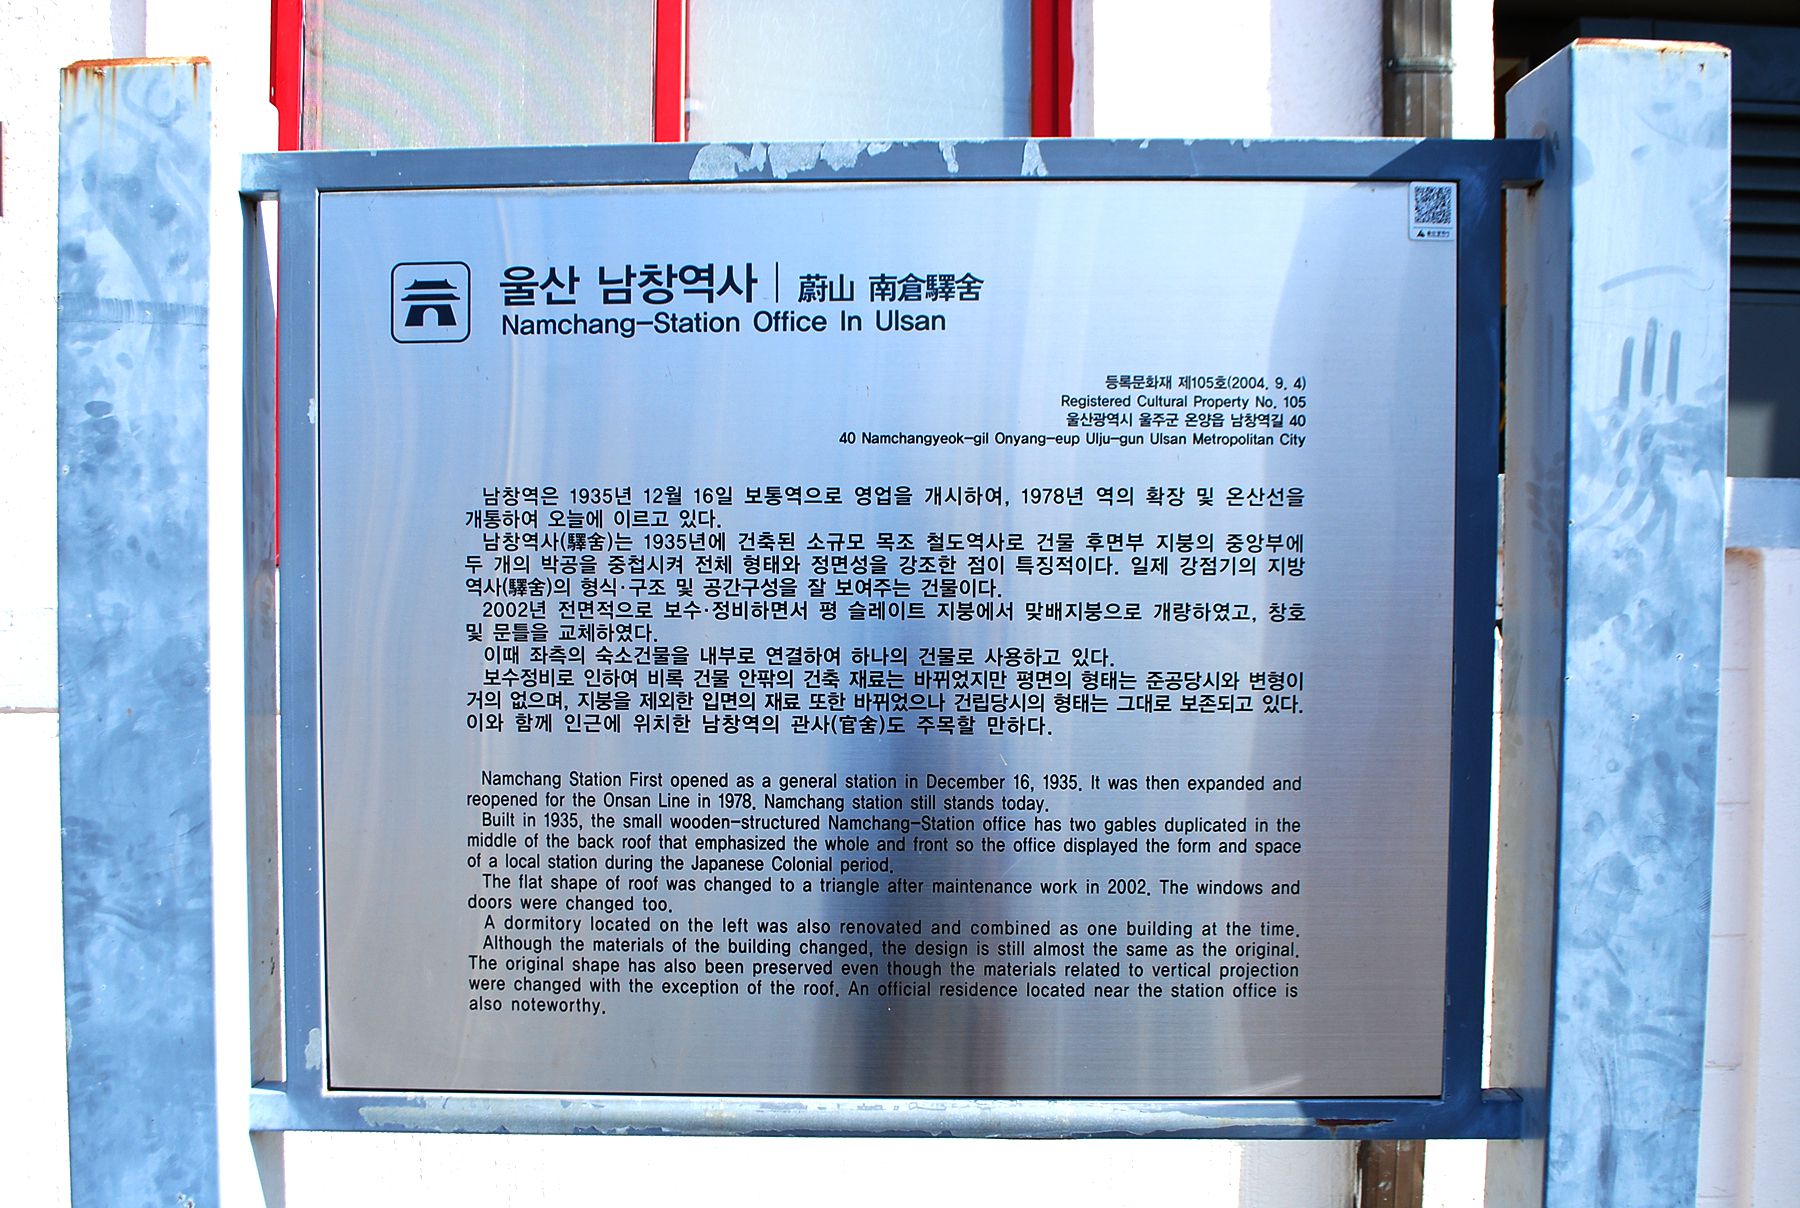 울산 남창역사 | 蔚山 南倉驛舍
Namchang-Station Office In Ulsan
등록문화재 제105호(2004. 9. 4)
Registered Cultural Property No. 105
울산광역시 울주군 온양읍 남창역길 40
40 Namchangyeok-gil Onyang-eup Ulju-gun Ulsan Metropolitan City
남창역은 1935년 12월 16일 보통역으로 영업을 개시하여, 1978년 역의 확장 및 온산선을
개통하여 오늘에 이르고 있다.
남창역사(驛舍)는 1935년에 건축된 소규모 목조 철도역사로 건물 후면부 지붕의 중앙부에
두 개의 박공을 중첩시켜 전체 형태와 정면성을 강조한 점이 특징적이다. 일제 강점기의 지방
역사(驛舍)의 형식·구조 및 공간구성을 잘 보여주는 건물이다.
2002년 전면적으로 보수·정비하면서 평 슬레이트 지붕에서 맞배지붕으로 개량하였고, 창호
및 문틀을 교체하였다.
이때 좌측의 숙소건물을 내부로 연결하여 하나의 건물로 사용하고 있다.
보수정비로 인하여 비록 건물 안팎의 건축 재료는 바뀌었지만 평면의 형태는 준공당시와 변형이
거의 없으며, 지붕을 제외한 입면의 재료 또한 바뀌었으나 건립당시의 형태는 그대로 보존되고 있다.
이와 함께 인근에 위치한 남창역의 관사(官舍)도 주목할 만하다.
Namchang Station First opened as a general station in December 16, 1935. It was then expanded and
reopened for the Onsan Line in 1978. Namchang station still stands today.
Built in 1935, the small wooden-structured Namchang-Station office has two gables duplicated in the
middle of the back roof that emphasized the whole and front so the office displayed the form and space
of a local station during the Japanese Colonial period.
The flat shape of roof was changed to a triangle after maintenance work in 2002. The windows and
doors were changed too.
A dormitory located on the left was also renovated and combined as one building at the time.
Although the materials of the building changed, the design is still almost the same as the original.
The original shape has also been preserved even though the materials related to vertical projection
were changed with the exception of the roof. An official residence located near the station office is
also noteworthy.